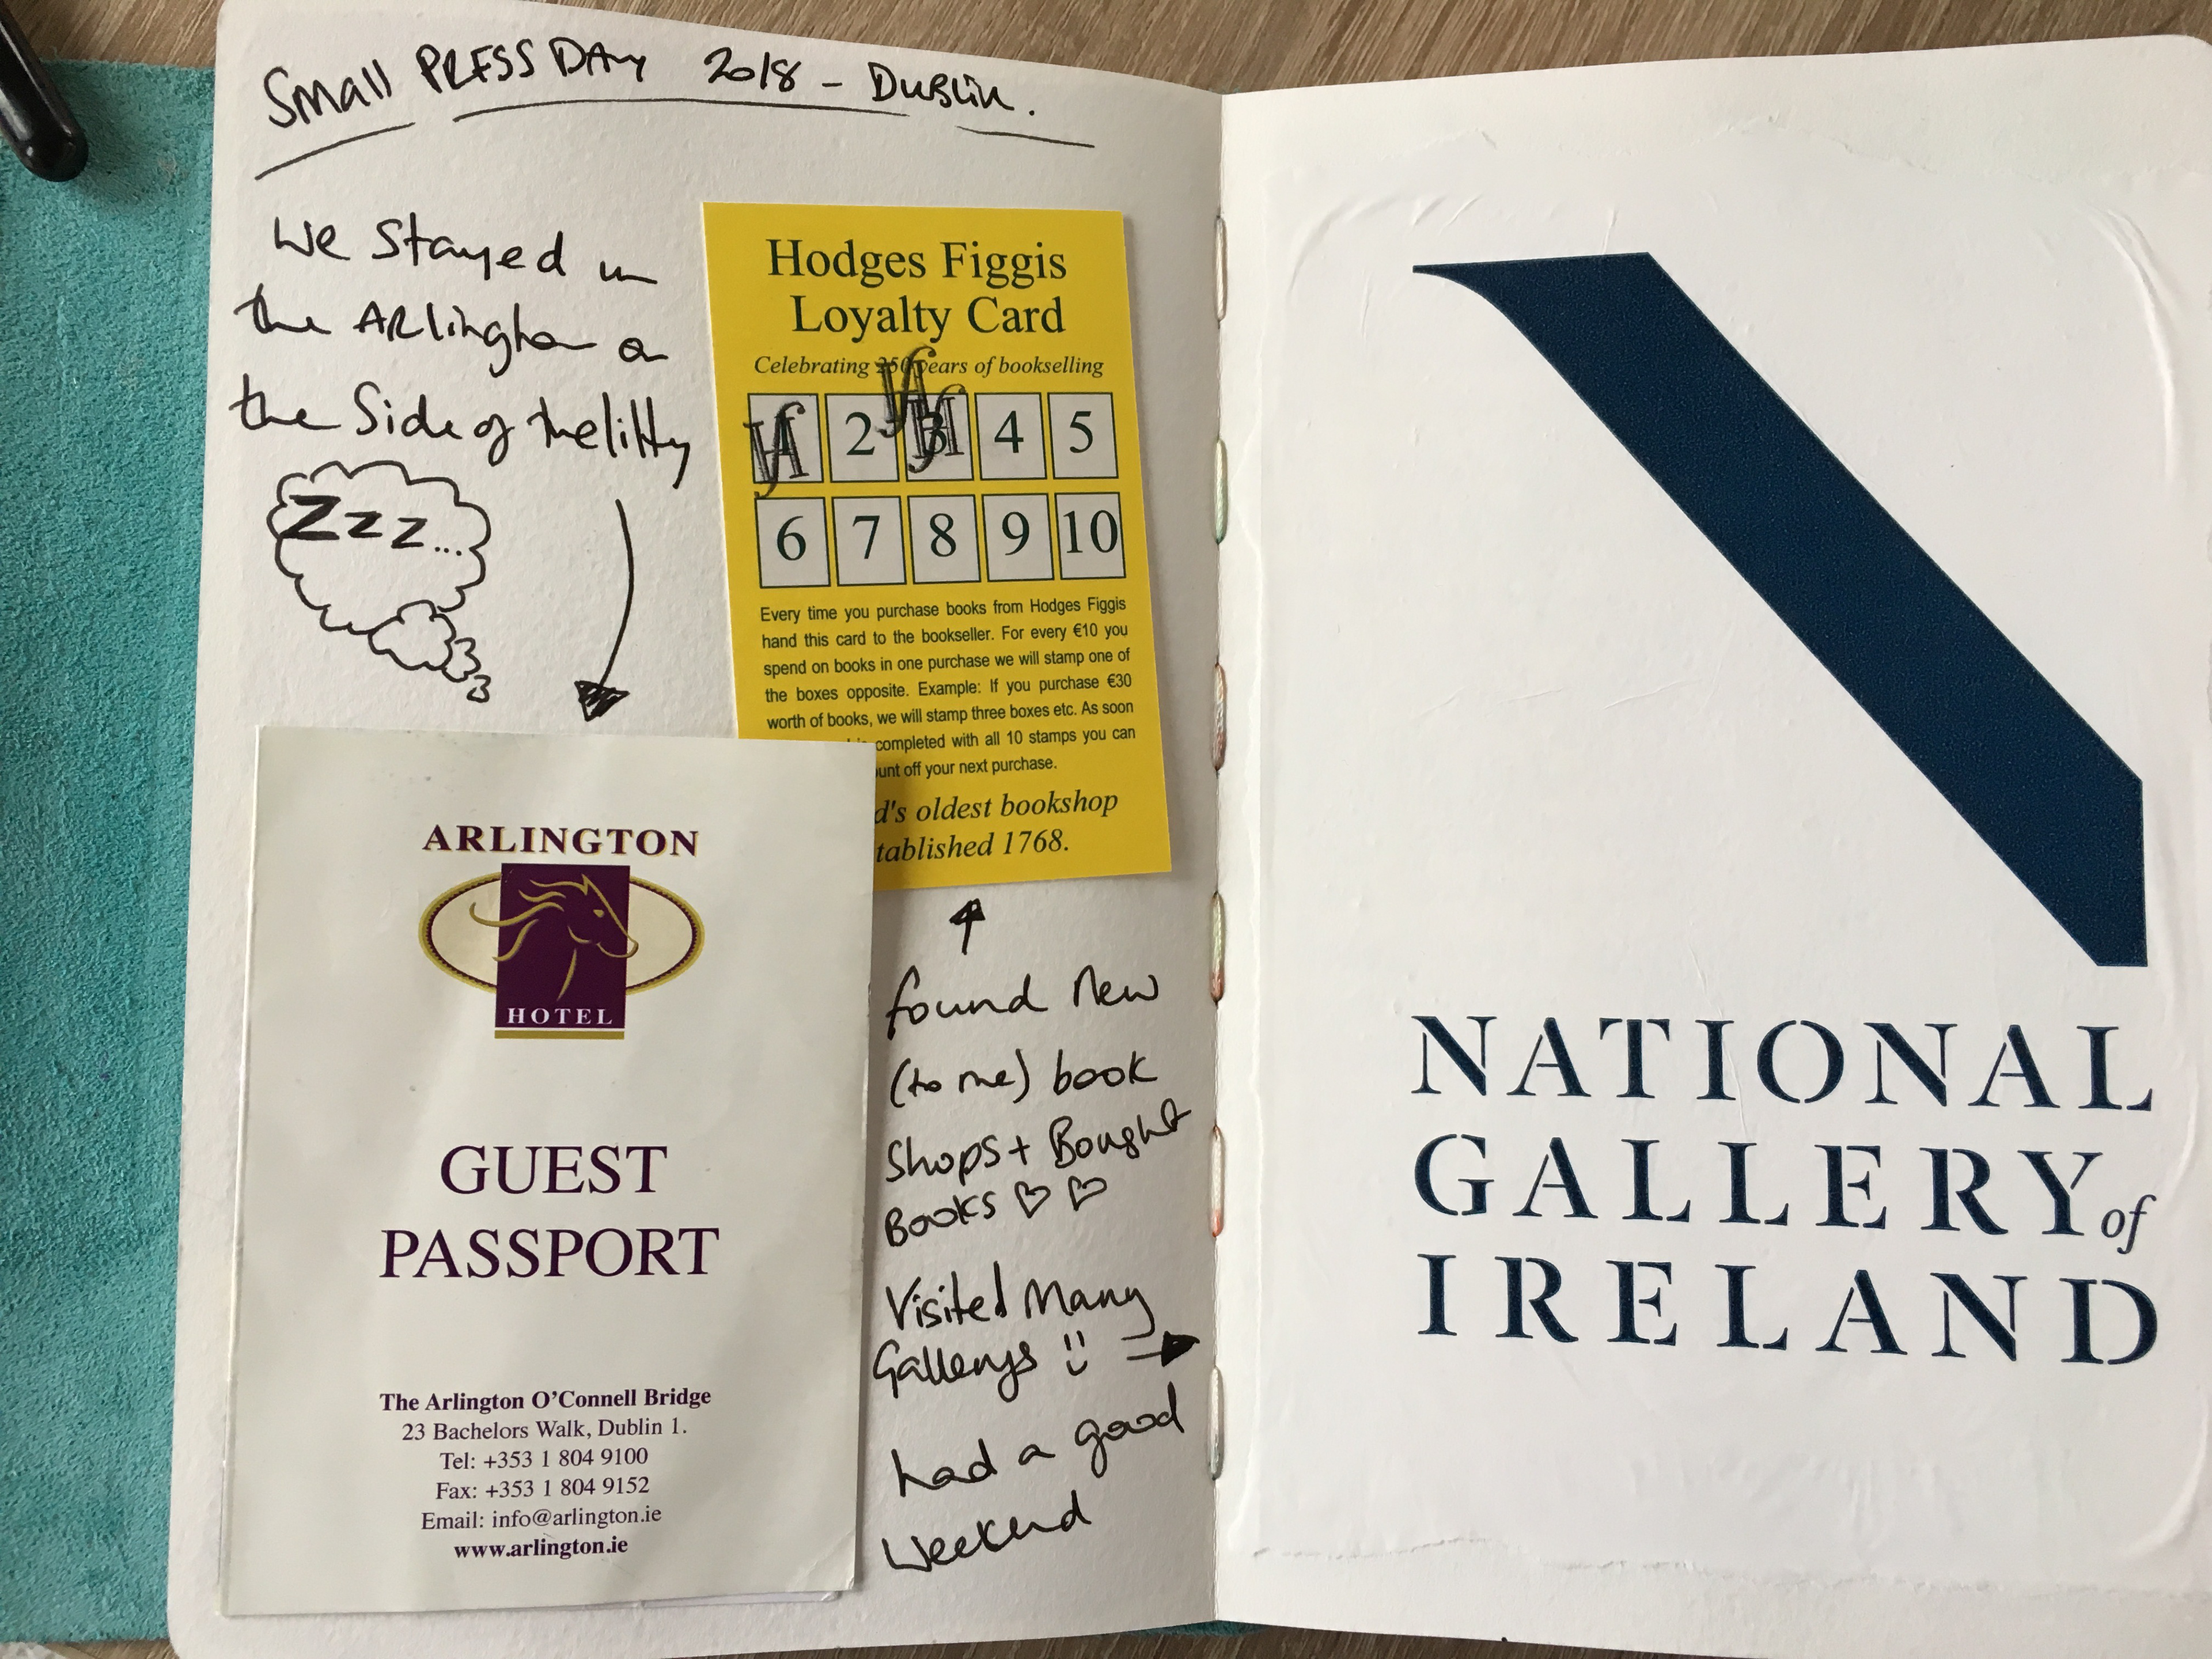 Small PRESS DAy 2018 - DUBLiN.
We Stayed in
the ARlington on
the Side of the liffy
Zzz...
Hodges Figgis
Loyalty Card
Celebrating 250 years of bookselling
1 2 3 4 5
6 7 8 9 10
Every time you purchase books from Hodges Figgis
hand this card to the bookseller. For every €10 you
spend on books in one purchase we will stamp one of
the boxes opposite. Example: If you purchase €30
worth of books, we will stamp three boxes etc. As soon
completed with all 10 stamps you can
unt off your next purchase.
d's oldest bookshop
tablished 1768.
ARLINGTON
HOTEL
GUEST
PASSPORT
The Arlington O'Connell Bridge
23 Bachelors Walk, Dublin 1.
Tel: +353 1 804 9100
Fax: +353 1 804 9152
Email: info@arlington.ie
www.arlington.ie
found New
(to me) book
Shops + Bought
Books ♡ ♡
Visited Many
Gallerys
had a good
weekend
NATIONAL
GALLERY of
IRELAND